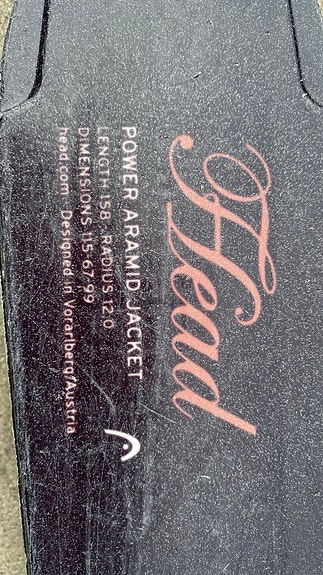 Head
POWER ARAMID JACKET
LENGTH 158, RADIUS 12.0
DIMENSIONS 115-67-99
head.com Designed in Vorarlberg/Austria